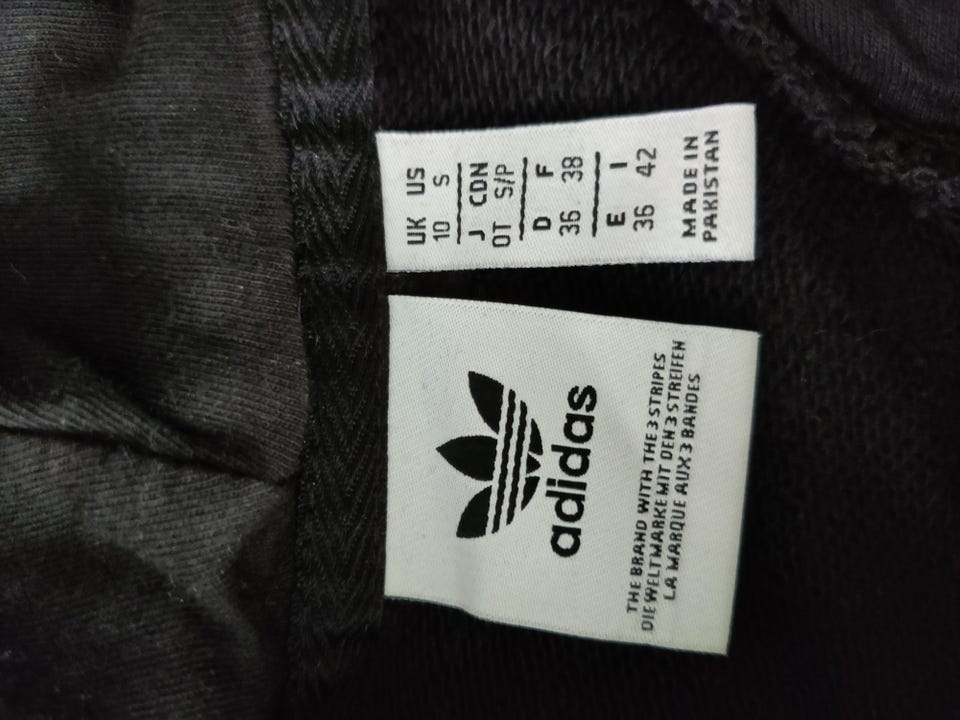 UK US
10 S
J CDN
OT S/P
D F
36 38
E I
36 42
MADE IN
PAKISTAN
adidas
THE BRAND WITH THE 3 STRIPES
DIE WELTMARKE MIT DEN 3 STREIFEN
LA MARQUE AUX 3 BANDES